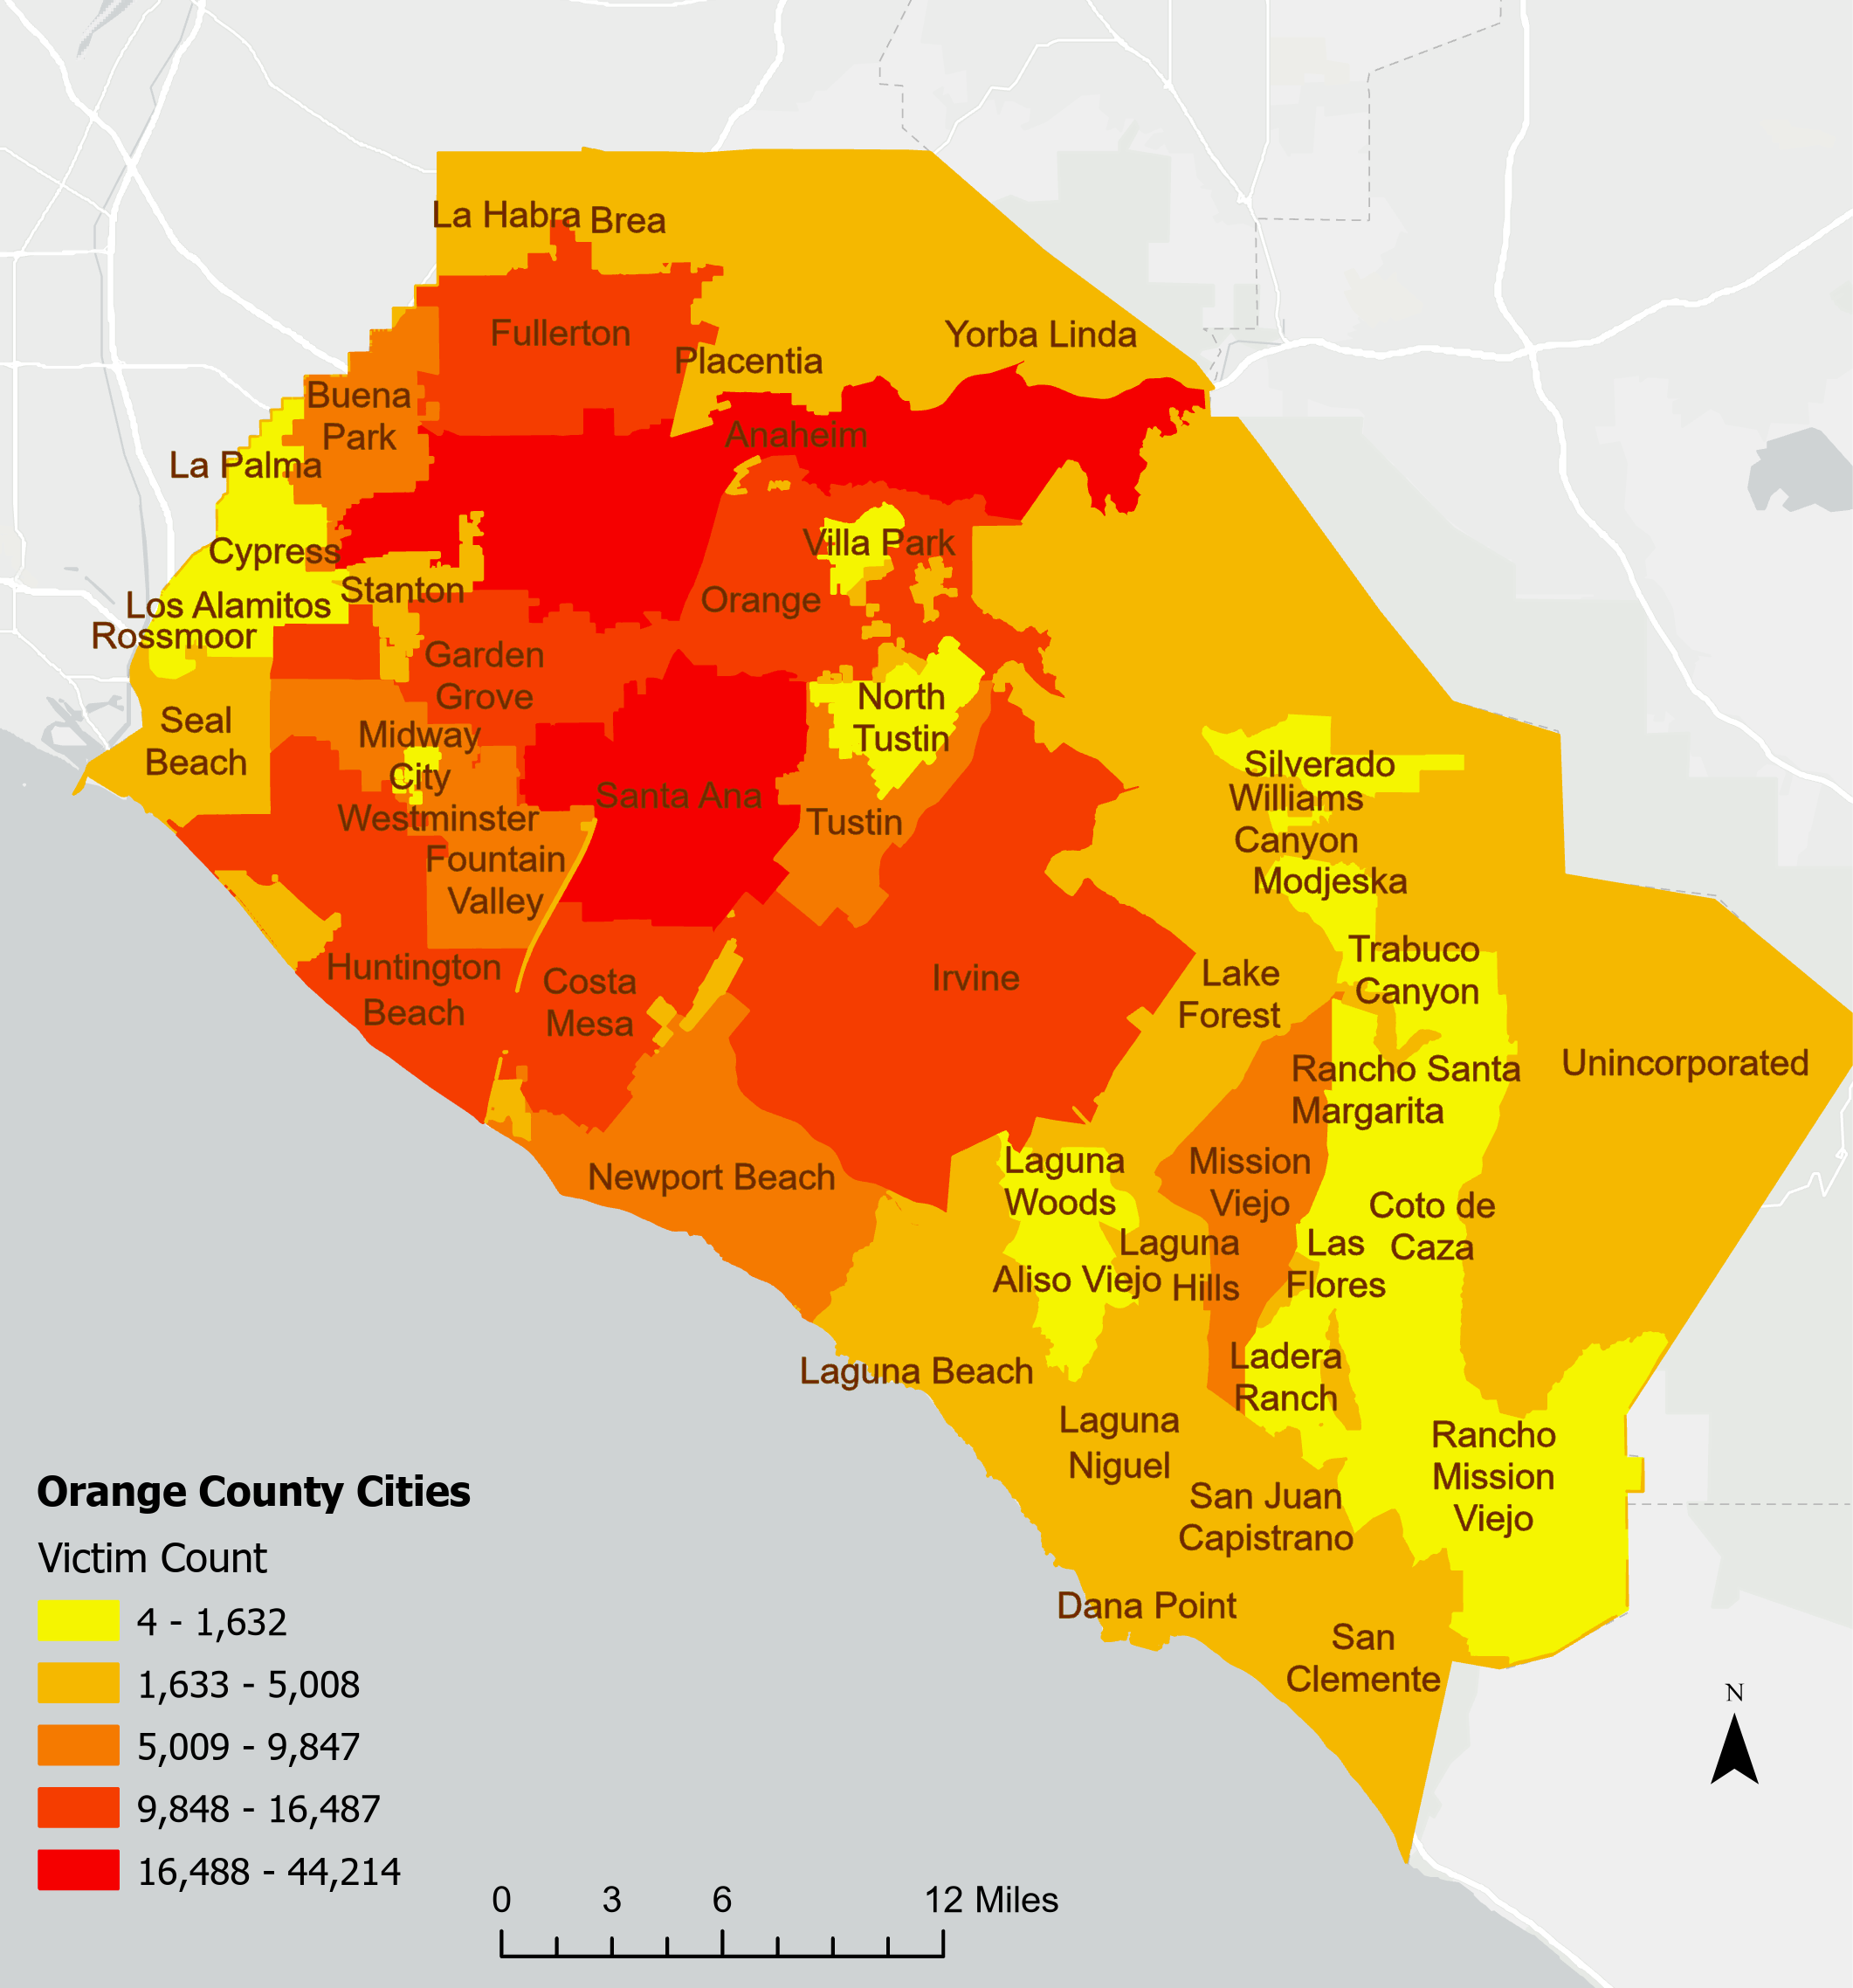 La Habra
Brea
Fullerton
Placentia
Yorba Linda
Buena
Park
Anaheim
La Palma
Cypress
Villa Park
Stanton
Orange
Los Alamitos
Rossmoor
Garden
Grove
North
Tustin
Seal
Beach
Midway
City
Silverado
Santa Ana
Williams
Canyon
Westminster
Tustin
Fountain
Valley
Modjeska
Trabuco
Canyon
Huntington
Beach
Costa
Mesa
Irvine
Lake
Forest
Rancho Santa
Margarita
Unincorporated
Newport Beach
Laguna
Woods
Mission
Viejo
Coto de
Caza
Laguna
Hills
Las
Flores
Aliso Viejo
Laguna Beach
Ladera
Ranch
Laguna
Niguel
Rancho
Mission
Viejo
San Juan
Capistrano
Dana Point
San
Clemente
Orange County Cities
Victim Count
4 - 1,632
1,633 - 5,008
5,009 - 9,847
9,848 - 16,487
16,488 - 44,214
0 3 6 12 Miles
N